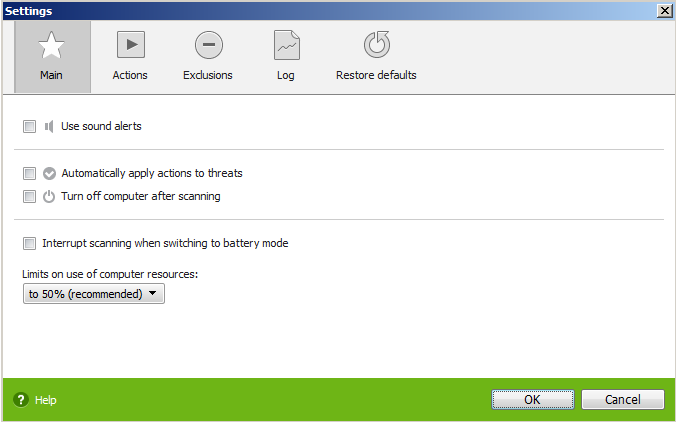 Settings
Main
Actions
Exclusions
Log
Restore defaults
Use sound alerts
Automatically apply actions to threats
Turn off computer after scanning
Interrupt scanning when switching to battery mode
Limits on use of computer resources:
to 50% (recommended)
? Help
OK
Cancel